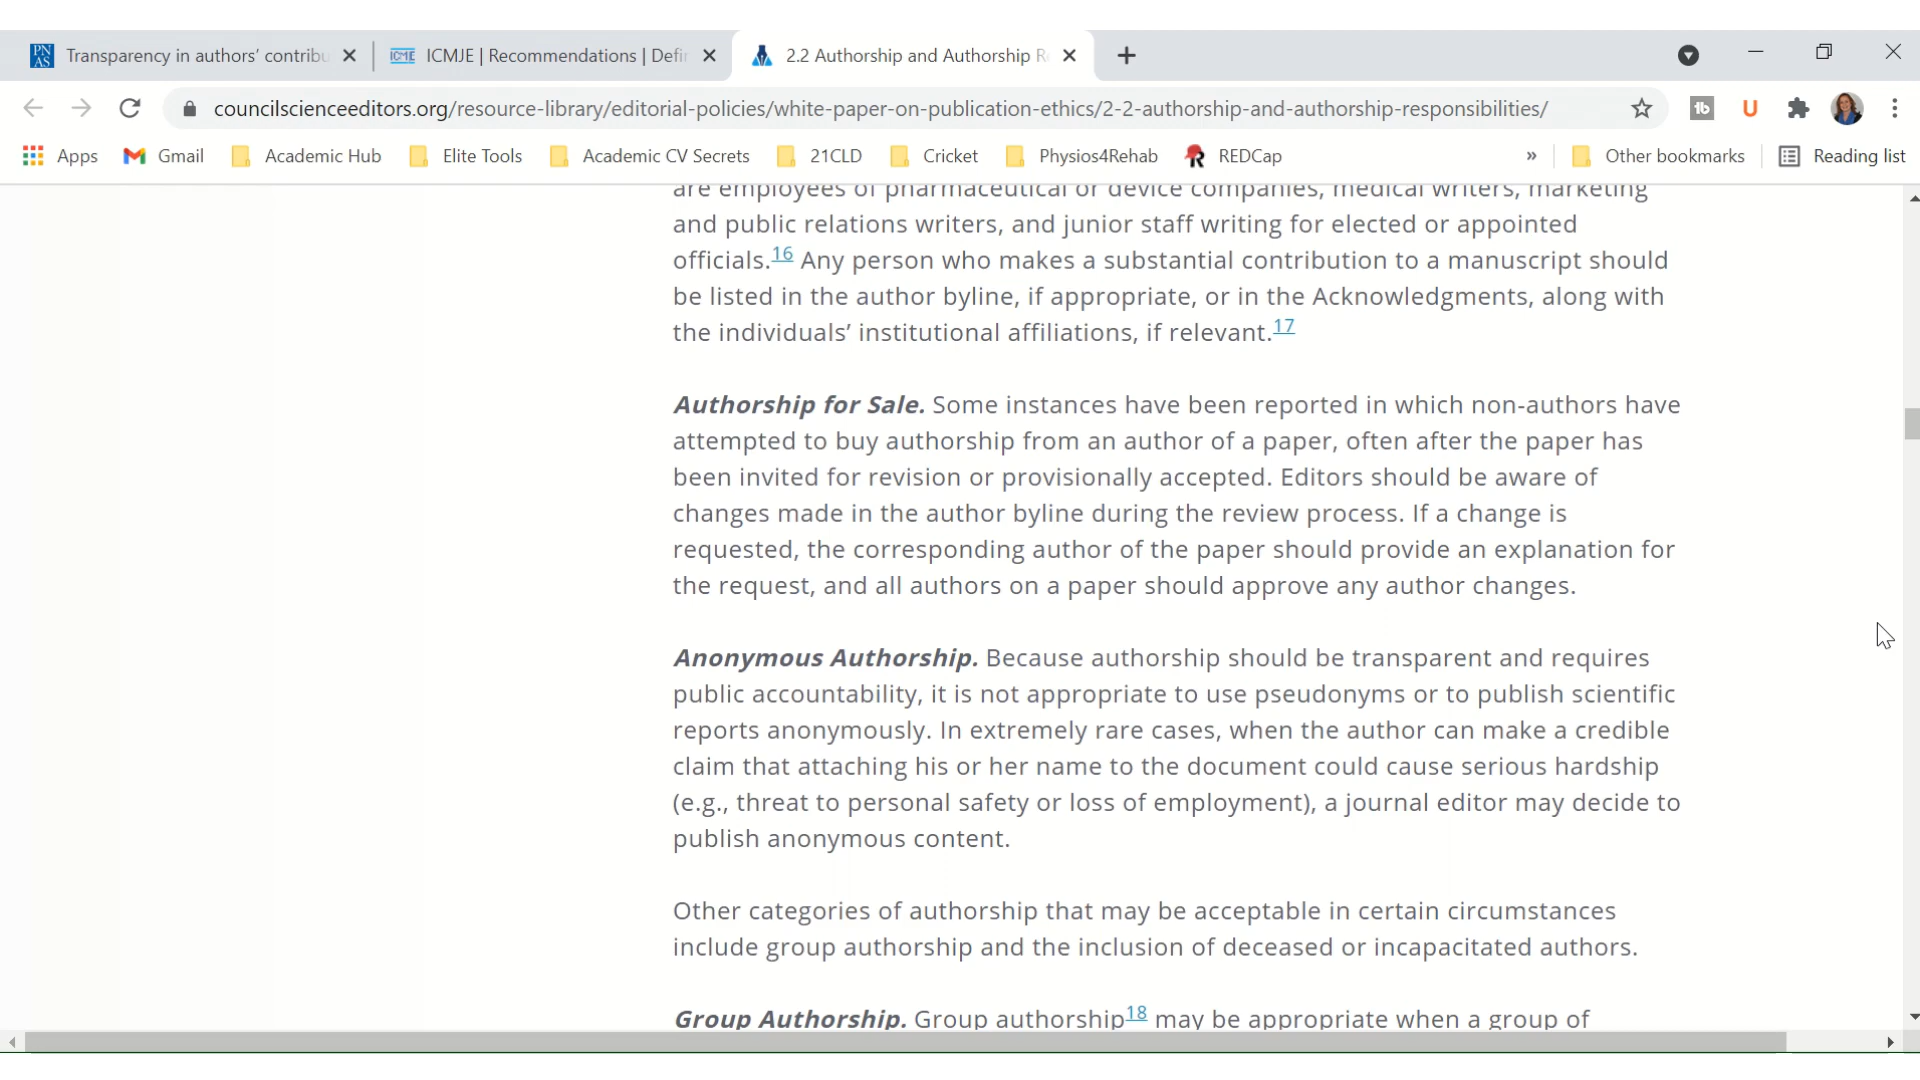 PN
AS
Transparency in authors’ contribu
ICMJE
ICMJE | Recommendations | Defin
2.2 Authorship and Authorship R
councilscienceeditors.org/resource-library/editorial-policies/white-paper-on-publication-ethics/2-2-authorship-and-authorship-responsibilities/
tb
U
Apps
Gmail
Academic Hub
Elite Tools
Academic CV Secrets
21CLD
Cricket
Physios4Rehab
REDCap
»
Other bookmarks
Reading list
are employees of pharmaceutical or device companies, medical writers, marketing
and public relations writers, and junior staff writing for elected or appointed
officials.16 Any person who makes a substantial contribution to a manuscript should
be listed in the author byline, if appropriate, or in the Acknowledgments, along with
the individuals’ institutional affiliations, if relevant.17
Authorship for Sale. Some instances have been reported in which non-authors have
attempted to buy authorship from an author of a paper, often after the paper has
been invited for revision or provisionally accepted. Editors should be aware of
changes made in the author byline during the review process. If a change is
requested, the corresponding author of the paper should provide an explanation for
the request, and all authors on a paper should approve any author changes.
Anonymous Authorship. Because authorship should be transparent and requires
public accountability, it is not appropriate to use pseudonyms or to publish scientific
reports anonymously. In extremely rare cases, when the author can make a credible
claim that attaching his or her name to the document could cause serious hardship
(e.g., threat to personal safety or loss of employment), a journal editor may decide to
publish anonymous content.
Other categories of authorship that may be acceptable in certain circumstances
include group authorship and the inclusion of deceased or incapacitated authors.
Group Authorship. Group authorship18 may be appropriate when a group of